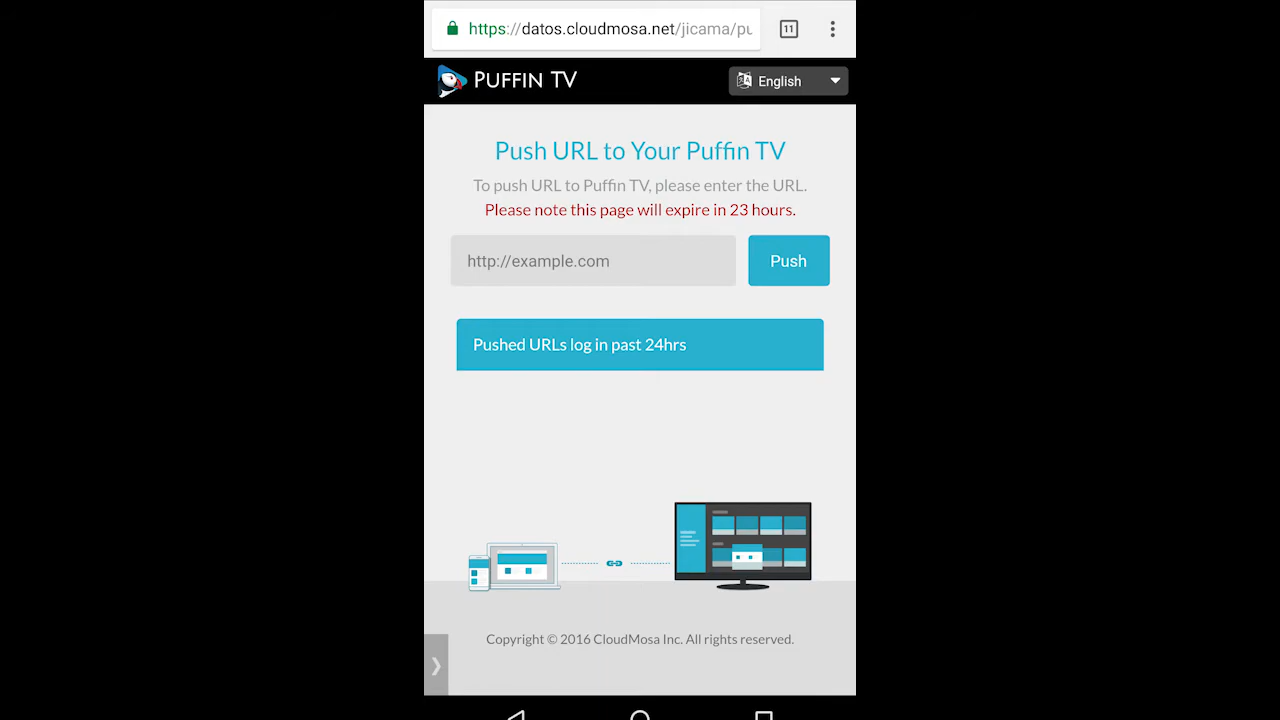 https://datos.cloudmosa.net/jicama/pu
11
PUFFIN TV
English
Push URL to Your Puffin TV
To push URL to Puffin TV, please enter the URL.
Please note this page will expire in 23 hours.
http://example.com
Push
Pushed URLs log in past 24hrs
Copyright © 2016 CloudMosa Inc. All rights reserved.